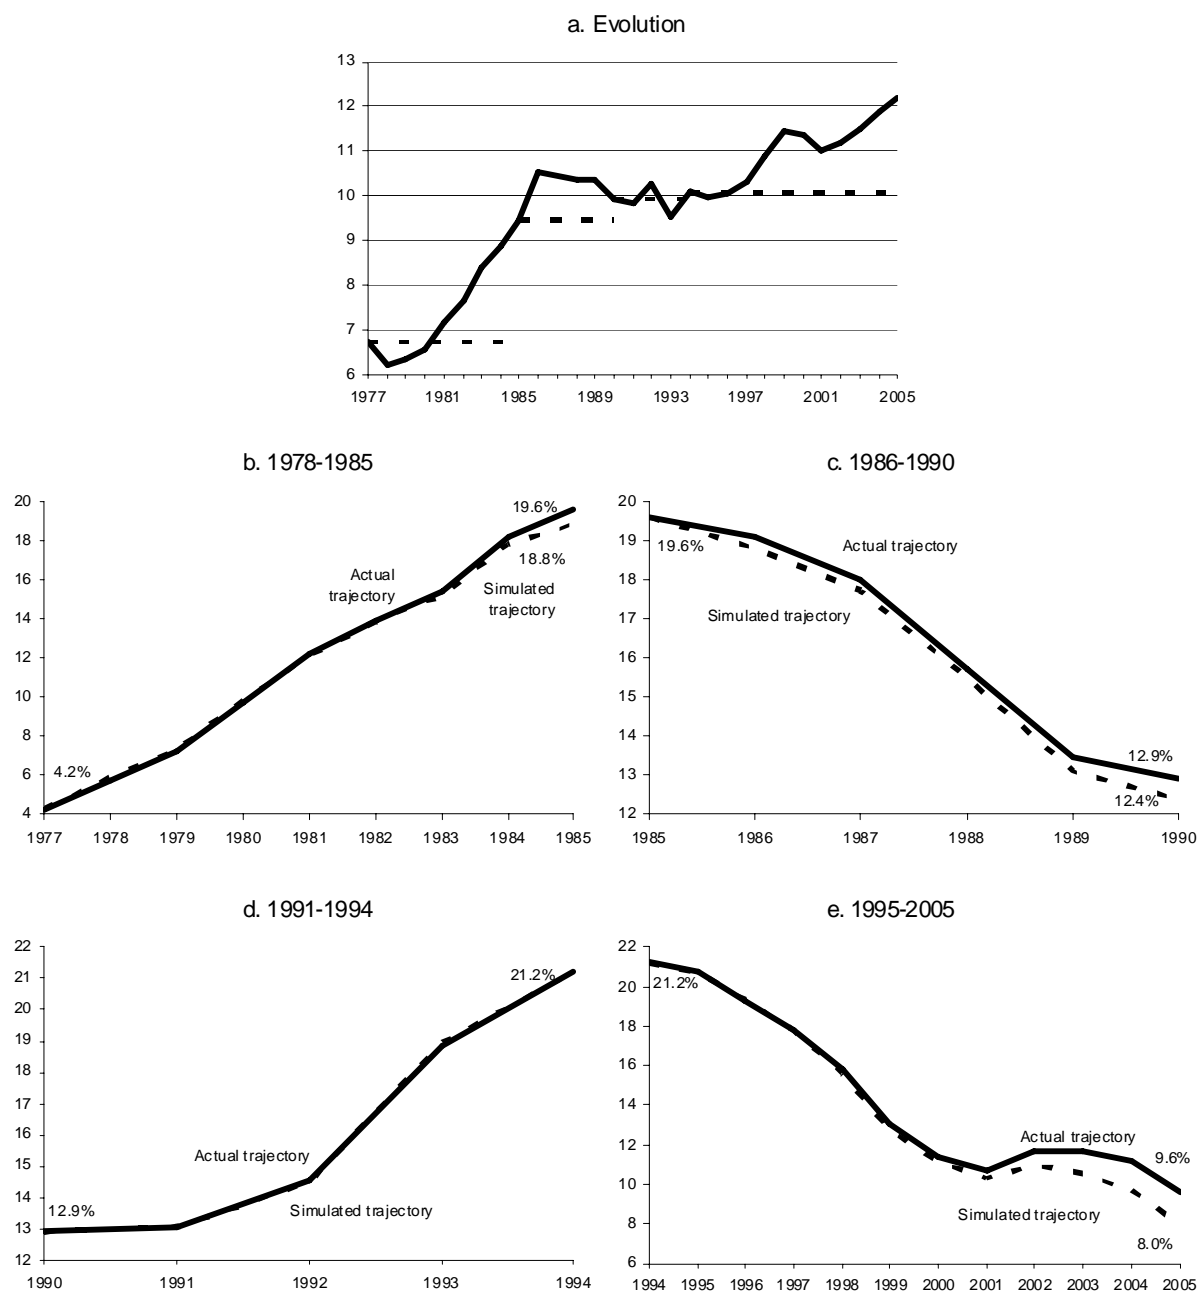 a. Evolution
13
12
11
10
9
8
7
6
1977 1981 1985 1989 1993 1997 2001 2005
b. 1978-1985
20
18
16
14
12
10
8
6
4
19.6%
18.8%
Actual
trajectory
Simulated
trajectory
4.2%
1977 1978 1979 1980 1981 1982 1983 1984 1985
c. 1986-1990
20
19
18
17
16
15
14
13
12
19.6%
Actual trajectory
Simulated trajectory
12.9%
12.4%
1985 1986 1987 1988 1989 1990
d. 1991-1994
22
21
20
19
18
17
16
15
14
13
12
21.2%
Actual trajectory
12.9%
Simulated trajectory
1990 1991 1992 1993 1994
e. 1995-2005
22
20
18
16
14
12
10
8
6
21.2%
Actual trajectory
9.6%
Simulated trajectory
8.0%
1994 1995 1996 1997 1998 1999 2000 2001 2002 2003 2004 2005